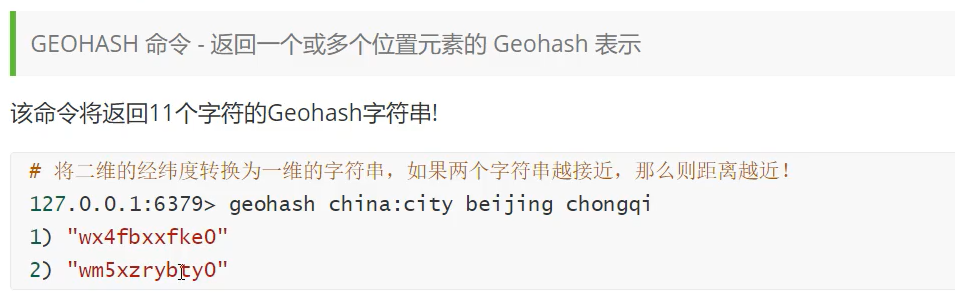 GEOHASH 命令 - 返回一个或多个位置元素的 Geohash 表示
该命令将返回11个字符的Geohash字符串!
# 将二维的经纬度转换为一维的字符串，如果两个字符串越接近，那么则距离越近！
127.0.0.1:6379> geohash china:city beijing chongqi
1) "wx4fbxxfke0"
2) "wm5xzrybty0"